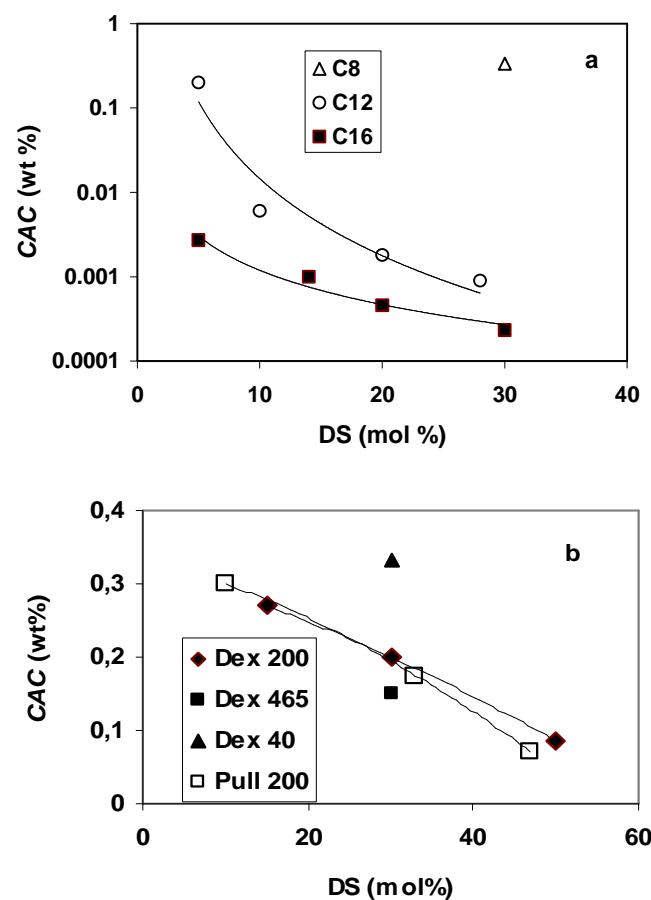 1
0.1
0.01
0.001
0.0001
CAC (wt %)
C8
C12
C16
a
0 10 20 30 40
DS (mol %)
0,4
0,3
0,2
0,1
0
CAC (wt%)
b
Dex 200
Dex 465
Dex 40
Pull 200
0 20 40 60
DS (mol%)